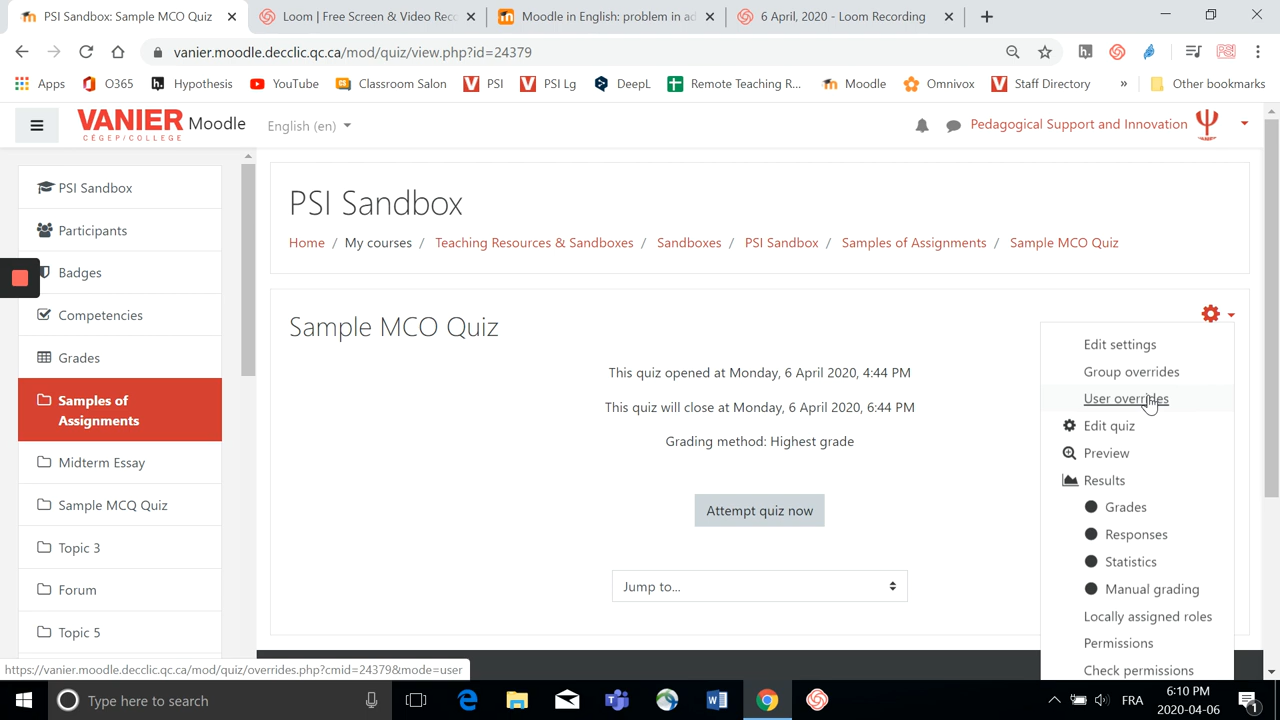 PSI Sandbox: Sample MCO Quiz
Loom | Free Screen & Video Rec
Moodle in English: problem in ad
6 April, 2020 - Loom Recording
vanier.moodle.decclic.qc.ca/mod/quiz/view.php?id=24379
Apps
O365
Hypothesis
YouTube
Classroom Salon
PSI
PSI Lg
DeepL
Remote Teaching R...
Moodle
Omnivox
Staff Directory
»
Other bookmarks
VANIER Moodle
CÉGEP/COLLEGE
English (en)
Pedagogical Support and Innovation
PSI Sandbox
Participants
Badges
Competencies
Grades
Samples of
Assignments
Midterm Essay
Sample MCQ Quiz
Topic 3
Forum
Topic 5
PSI Sandbox
Home / My courses / Teaching Resources & Sandboxes / Sandboxes / PSI Sandbox / Samples of Assignments / Sample MCO Quiz
Sample MCO Quiz
This quiz opened at Monday, 6 April 2020, 4:44 PM
This quiz will close at Monday, 6 April 2020, 6:44 PM
Grading method: Highest grade
Attempt quiz now
Jump to...
Edit settings
Group overrides
User overrides
Edit quiz
Preview
Results
Grades
Responses
Statistics
Manual grading
Locally assigned roles
Permissions
Check permissions
https://vanier.moodle.decclic.qc.ca/mod/quiz/overrides.php?cmid=24379&mode=user
Type here to search
FRA
6:10 PM
2020-04-06
1